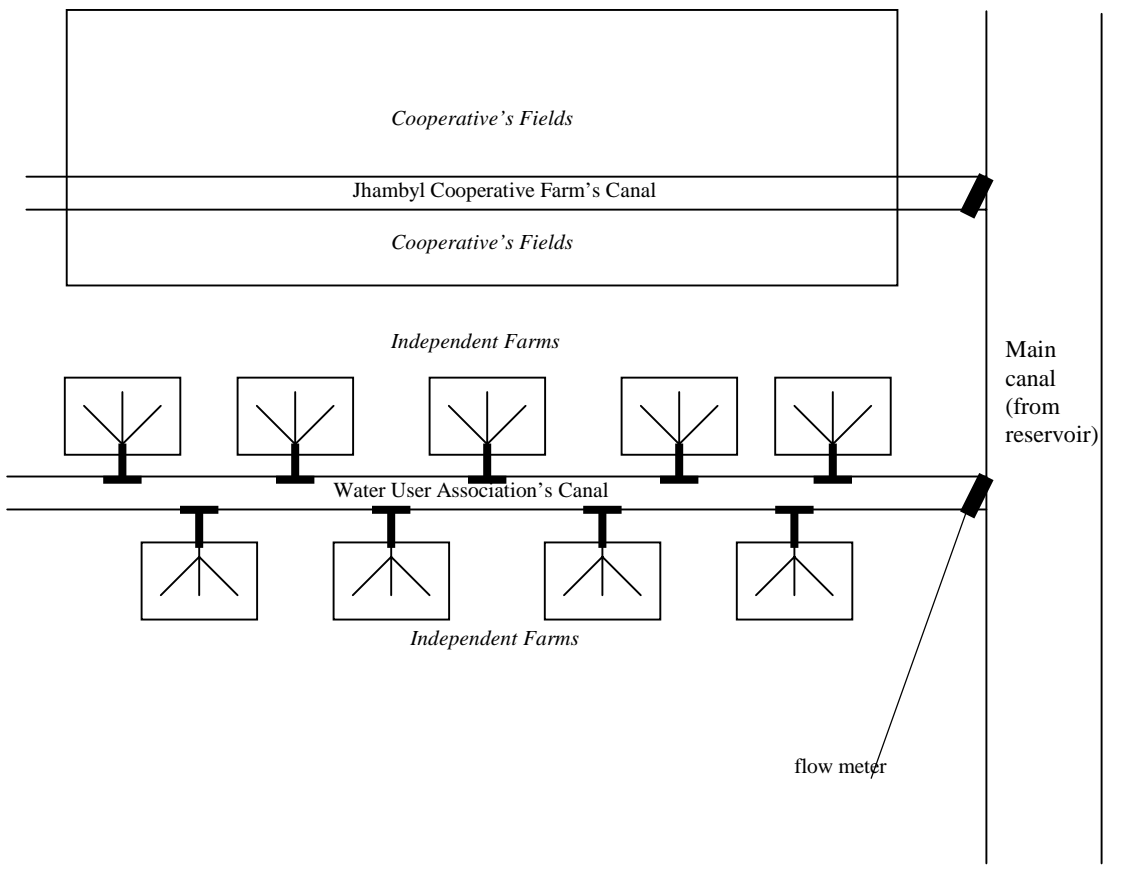 Cooperative’s Fields
Jhambyl Cooperative Farm’s Canal
Cooperative’s Fields
Independent Farms
Main
canal
(from
reservoir)
Water User Association’s Canal
Independent Farms
flow meter